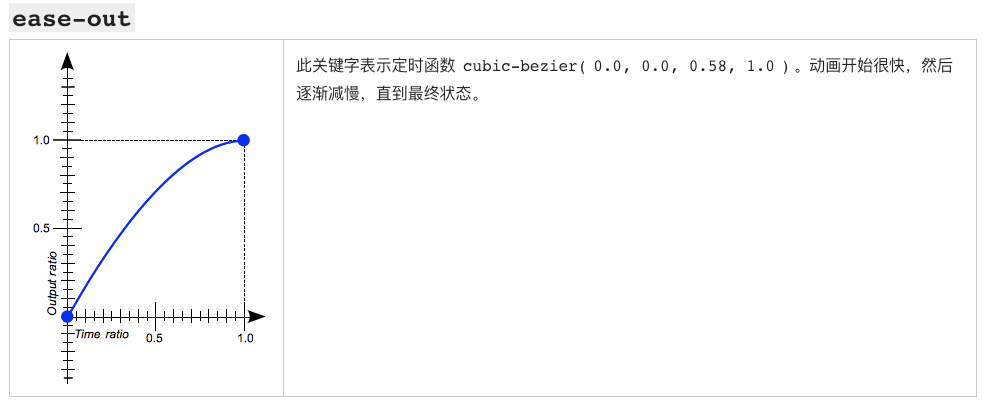 ease-out
1.0
0.5
Output ratio
Time ratio
0.5
1.0
此关键字表示定时函数 cubic-bezier( 0.0, 0.0, 0.58, 1.0 ) 。动画开始很快，然后
逐渐减慢，直到最终状态。